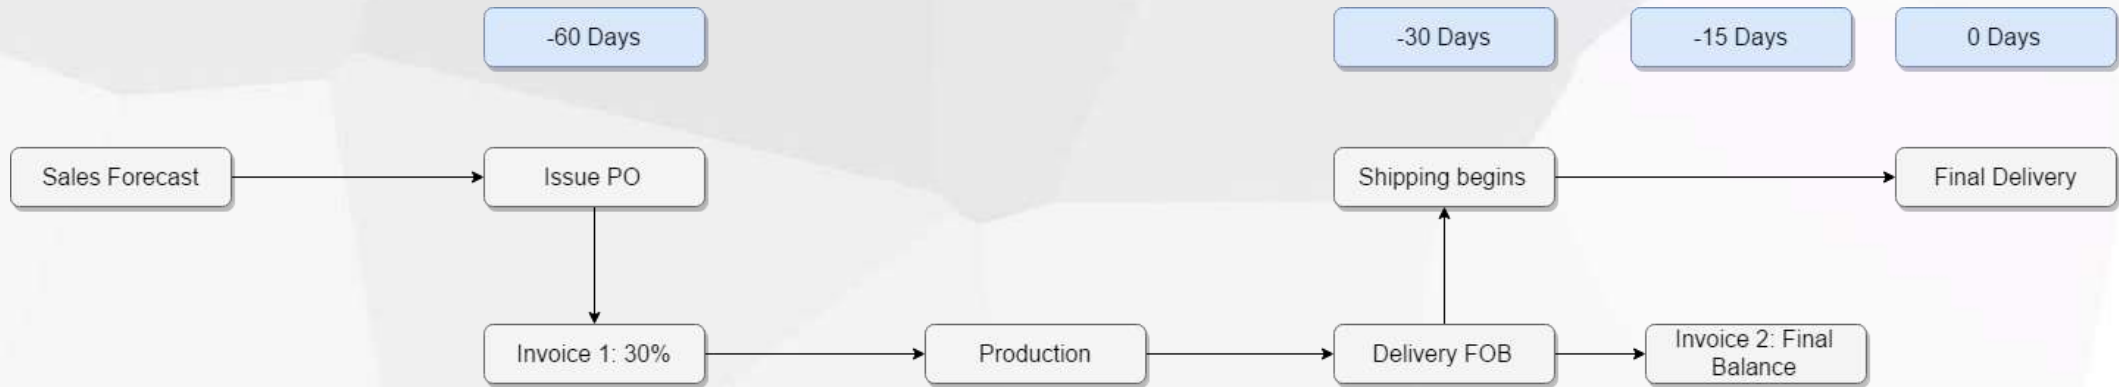 -60 Days
-30 Days
-15 Days
0 Days
Sales Forecast
Issue PO
Shipping begins
Final Delivery
Invoice 1: 30%
Production
Delivery FOB
Invoice 2: Final
Balance